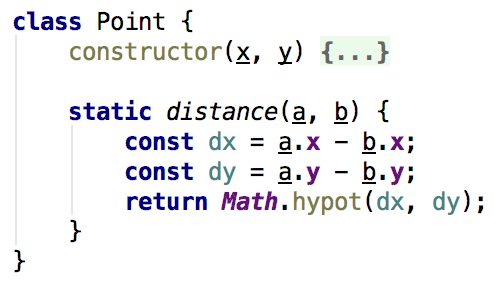 class Point {
    constructor(x, y) {...}

    static distance(a, b) {
        const dx = a.x - b.x;
        const dy = a.y - b.y;
        return Math.hypot(dx, dy);
    }
}